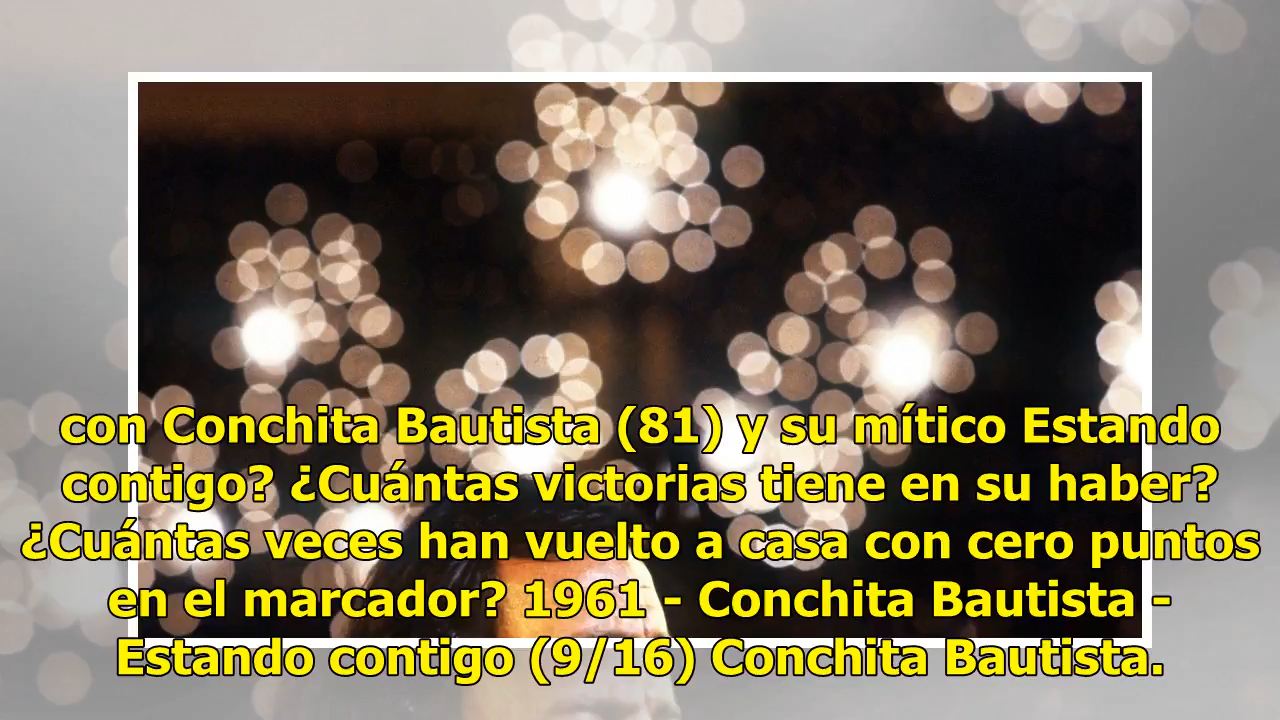 con Conchita Bautista (81) y su mítico Estando
contigo? ¿Cuántas victorias tiene en su haber?
¿Cuántas veces han vuelto a casa con cero puntos
en el marcador? 1961 - Conchita Bautista -
Estando contigo (9/16) Conchita Bautista.